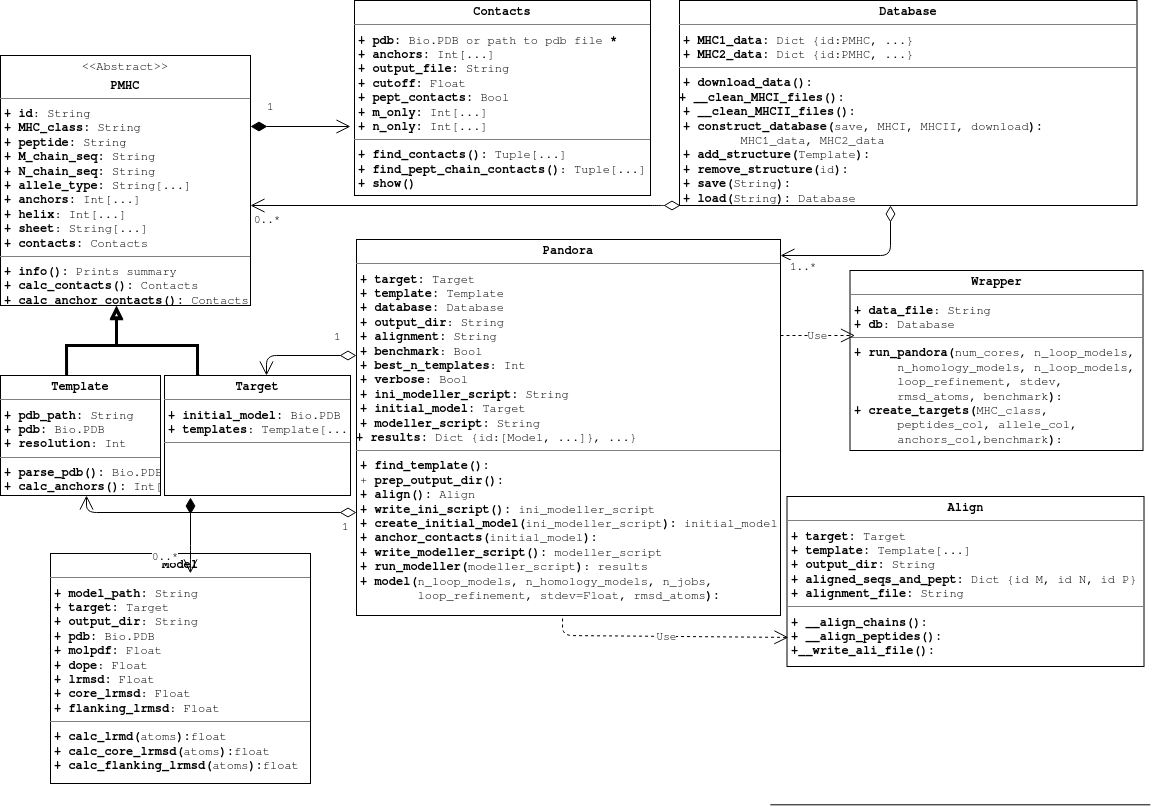 Contacts
+ pdb: Bio.PDB or path to pdb file *
+ anchors: Int[...]
+ output_file: String
+ cutoff: Float
+ pept_contacts: Bool
+ m_only: Int[...]
+ n_only: Int[...]
+ find_contacts(): Tuple[...]
+ find_pept_chain_contacts(): Tuple[...]
+ show()
Database
+ MHC1_data: Dict {id:PMHC, ...}
+ MHC2_data: Dict {id:PMHC, ...}
+ download_data():
+ __clean_MHCI_files():
+ __clean_MHCII_files():
+ construct_database(save, MHCI, MHCII, download):
MHC1_data, MHC2_data
+ add_structure(Template):
+ remove_structure(id):
+ save(String):
+ load(String): Database
<<Abstract>>
PMHC
+ id: String
+ MHC_class: String
+ peptide: String
+ M_chain_seq: String
+ N_chain_seq: String
+ allele_type: String[...]
+ anchors: Int[...]
+ helix: Int[...]
+ sheet: String[...]
+ contacts: Contacts
+ info(): Prints summary
+ calc_contacts(): Contacts
+ calc_anchor_contacts(): Contacts
1
0..*
1..*
Pandora
+ target: Target
+ template: Template
+ database: Database
+ output_dir: String
+ alignment: String
+ benchmark: Bool
+ best_n_templates: Int
+ verbose: Bool
+ ini_modeller_script: String
+ initial_model: Target
+ modeller_script: String
+ results: Dict {id:[Model, ...]}, ...}
+ find_template():
+ prep_output_dir():
+ align(): Align
+ write_ini_script(): ini_modeller_script
+ create_initial_model(ini_modeller_script): initial_model
+ anchor_contacts(initial_model):
+ write_modeller_script(): modeller_script
+ run_modeller(modeller_script): results
+ model(n_loop_models, n_homology_models, n_jobs,
loop_refinement, stdev=Float, rmsd_atoms):
Use
Wrapper
+ data_file: String
+ db: Database
+ run_pandora(num_cores, n_loop_models,
n_homology_models, n_loop_models,
loop_refinement, stdev,
rmsd_atoms, benchmark):
+ create_targets(MHC_class,
peptides_col, allele_col,
anchors_col,benchmark):
1
Template
+ pdb_path: String
+ pdb: Bio.PDB
+ resolution: Int
+ parse_pdb(): Bio.PDB
+ calc_anchors(): Int[
Target
+ initial_model: Bio.PDB
+ templates: Template[...
1
0..*
Model
+ model_path: String
+ target: Target
+ output_dir: String
+ pdb: Bio.PDB
+ molpdf: Float
+ dope: Float
+ lrmsd: Float
+ core_lrmsd: Float
+ flanking_lrmsd: Float
+ calc_lrmd(atoms):float
+ calc_core_lrmsd(atoms):float
+ calc_flanking_lrmsd(atoms):float
Use
Align
+ target: Target
+ template: Template[...]
+ output_dir: String
+ aligned_seqs_and_pept: Dict {id M, id N, id P}
+ alignment_file: String
+ __align_chains():
+ __align_peptides():
+__write_ali_file():